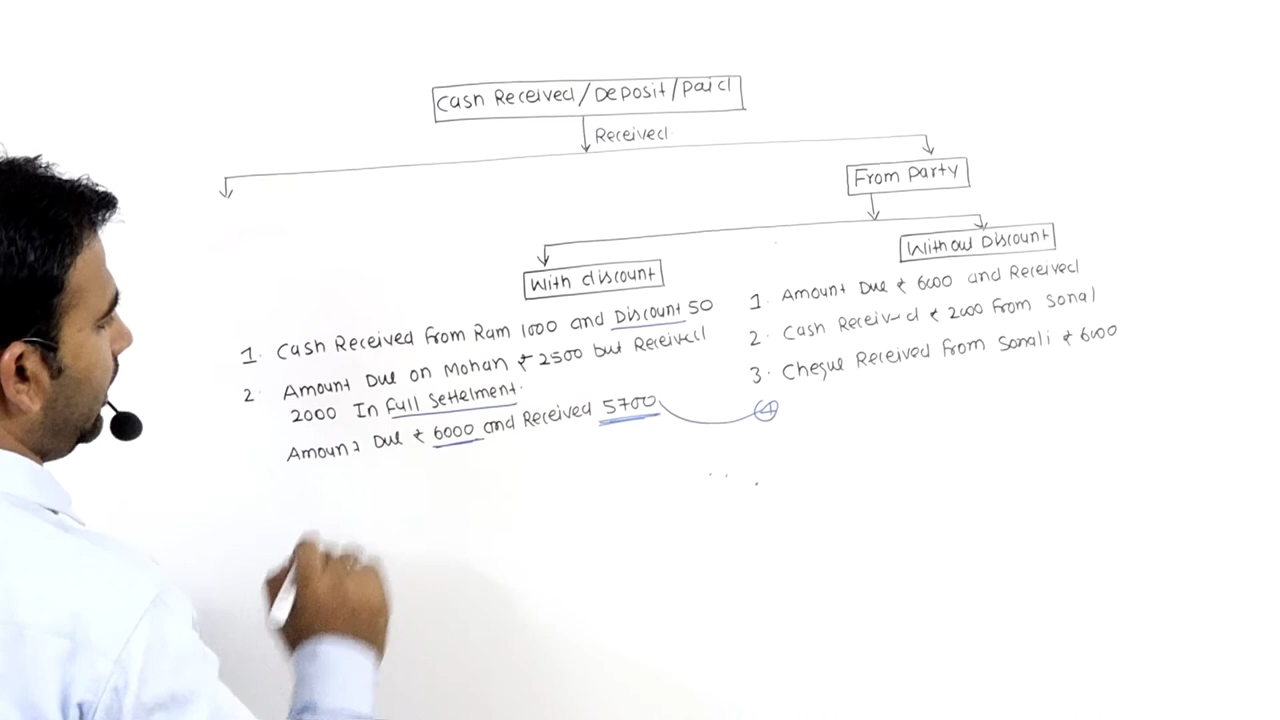 Cash Received/Deposit/Paid
Received
From Party
With discount
Without Discount
1. Cash Received from Ram 1000 and Discount 50
2. Amount Due on Mohan ₹ 2500 but Received
2000 In full Settelment.
Amount Due ₹ 6000 and Received 5700
1. Amount Due ₹ 6000 and Received
2. Cash Received ₹ 2000 From Sonal
3. Cheque Received From Sonali ₹ 6000
4